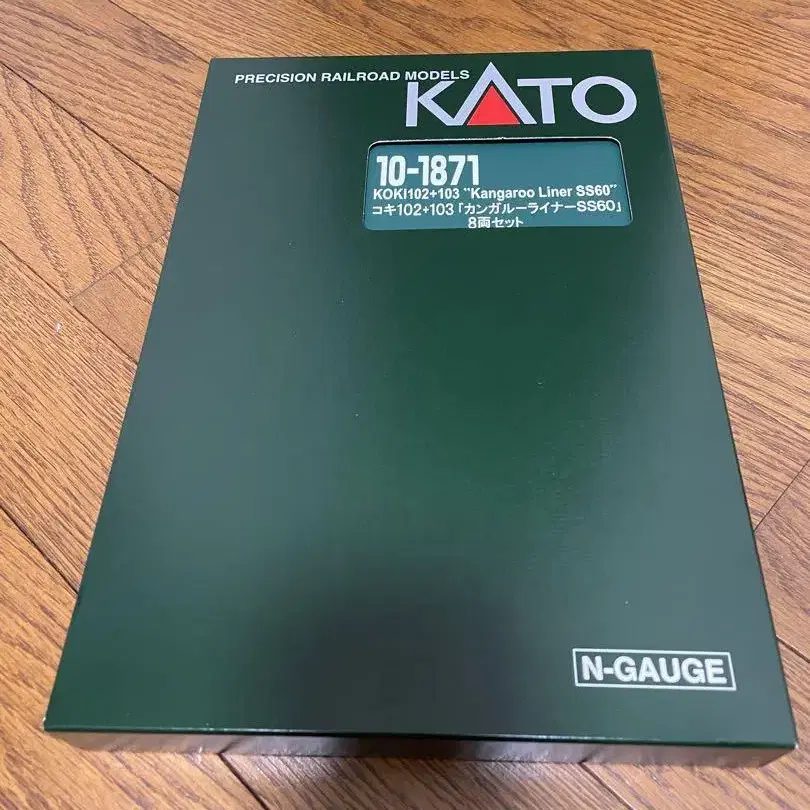 PRECISION RAILROAD MODELS
KATO
10-1871
KOKI102+103 "Kangaroo Liner SS60"
コキ102+103「カンガルーライナーSS60」
8両セット
N-GAUGE